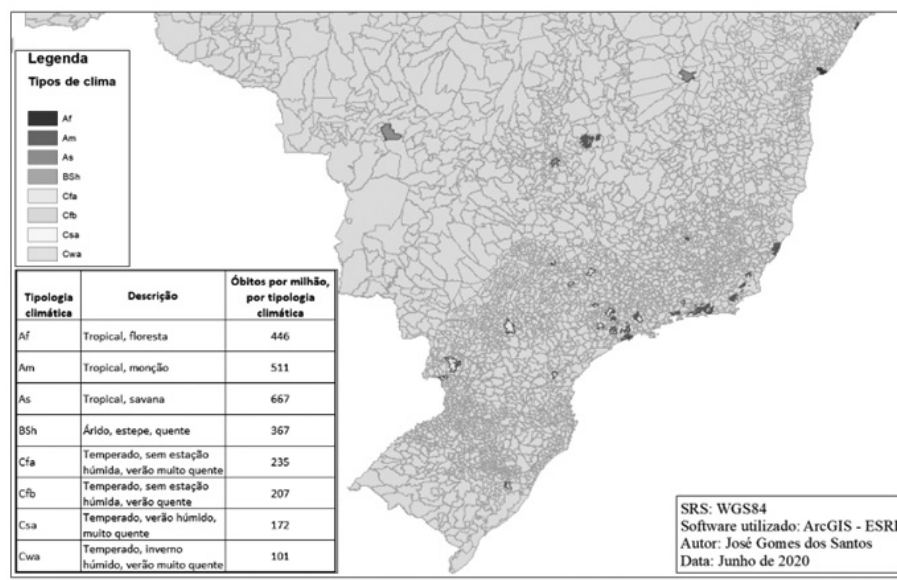 Legenda
Tipos de clima
Af
Am
As
BSh
Cfa
Cfb
Csa
Cwa
Tipologia climática
Descrição
Óbitos por milhão, por tipologia climática
Af
Tropical, floresta
446
Am
Tropical, monção
511
As
Tropical, savana
667
BSh
Árido, estepe, quente
367
Cfa
Temperado, sem estação
húmida, verão muito quente
235
Cfb
Temperado, sem estação
húmida, verão quente
207
Csa
Temperado, verão húmido,
muito quente
172
Cwa
Temperado, inverno
húmido, verão muito quente
101
SRS: WGS84
Software utilizado: ArcGIS - ESRI
Autor: José Gomes dos Santos
Data: Junho de 2020